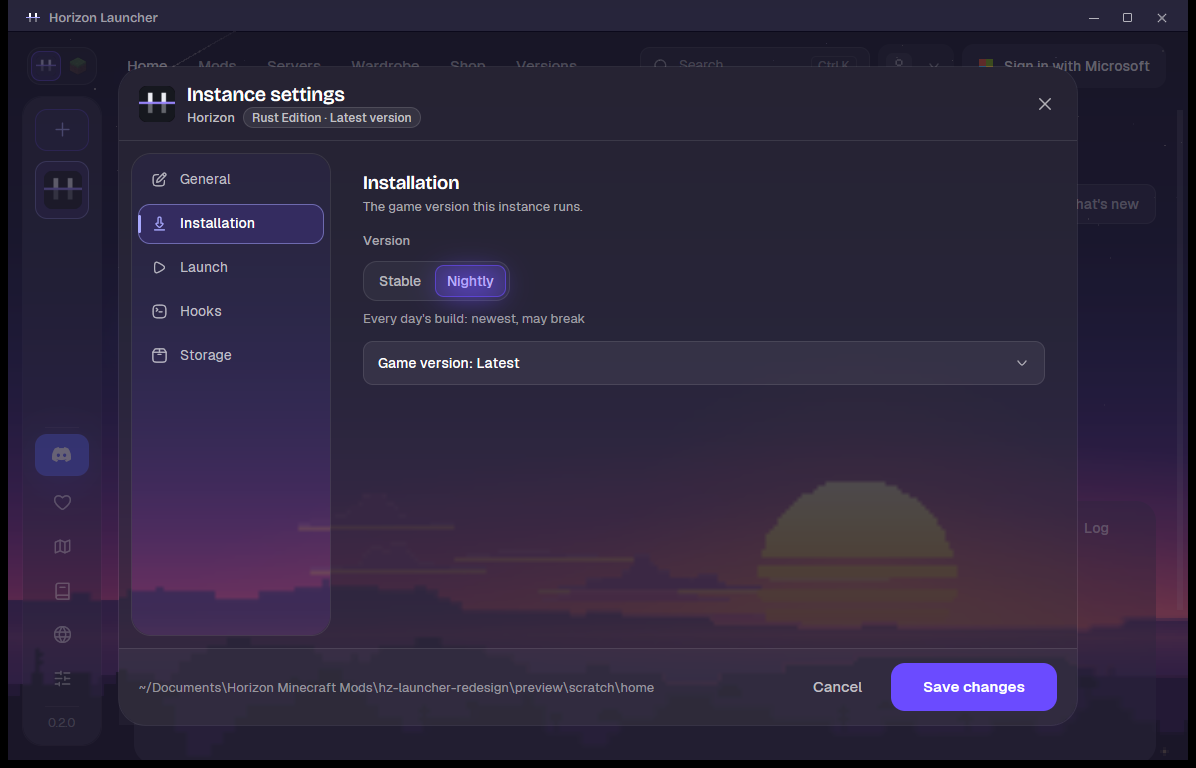 Horizon Launcher
Home Mods Servers Wardrobe Shop Versions Search Ctrl K Sign in with Microsoft
Instance settings
Horizon Rust Edition · Latest version
General
Installation
Launch
Hooks
Storage
Installation
The game version this instance runs.
Version
Stable Nightly
Every day's build: newest, may break
Game version: Latest
hat's new
Log
0.2.0
~/Documents\Horizon Minecraft Mods\hz-launcher-redesign\preview\scratch\home
Cancel Save changes